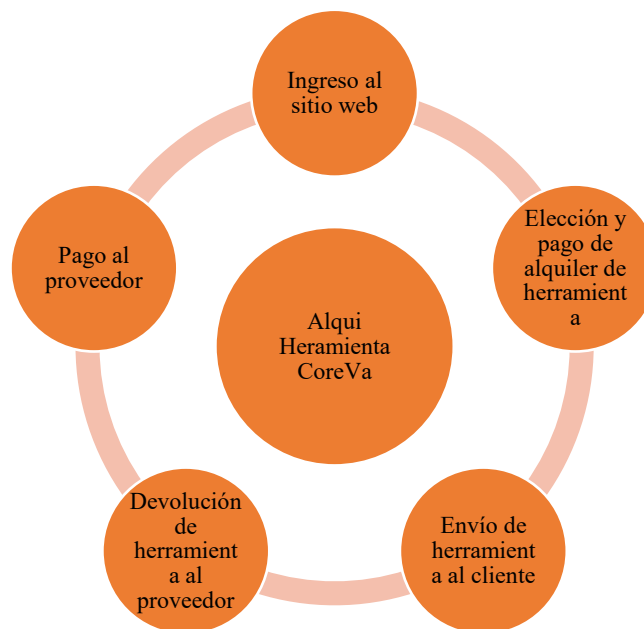 Ingreso al
sitio web
Elección y
pago de
alquiler de
herramient
a
Envío de
herramient
a al cliente
Devolución
de
herramient
a al
proveedor
Pago al
proveedor
Alqui
Heramienta
CoreVa